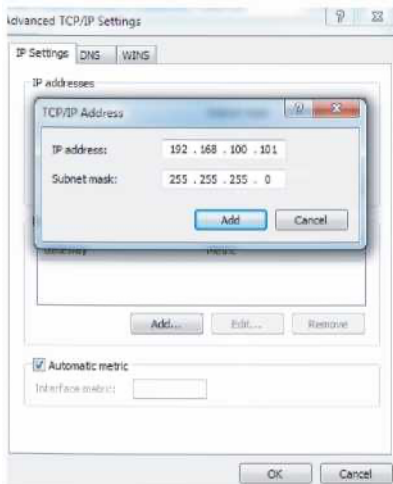 Advanced TCP/IP Settings
IP Settings DNS WINS
IP addresses
TCP/IP Address
IP address: 192 . 168 . 100 . 101
Subnet mask: 255 . 255 . 255 . 0
Add Cancel
Metric
Add... Edit... Remove
Automatic metric
Interface metric:
OK Cancel